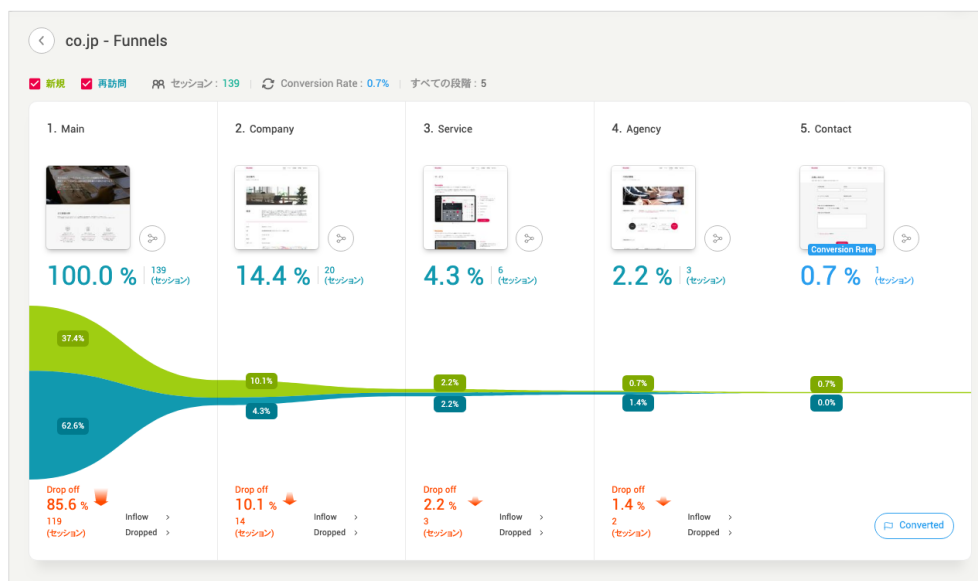 co.jp - Funnels
新規 再訪問 セッション : 139 Conversion Rate : 0.7% すべての段階 : 5
1. Main
2. Company
3. Service
4. Agency
5. Contact
Conversion Rate
100.0 % 139 (セッション)
14.4 % 20 (セッション)
4.3 % 6 (セッション)
2.2 % 3 (セッション)
0.7 % 1 (セッション)
37.4%
62.6%
10.1%
4.3%
2.2%
2.2%
0.7%
1.4%
0.7%
0.0%
Drop off
85.6 %
119
(セッション)
Inflow >
Dropped >
Drop off
10.1 %
14
(セッション)
Inflow >
Dropped >
Drop off
2.2 %
3
(セッション)
Inflow >
Dropped >
Drop off
1.4 %
2
(セッション)
Inflow >
Dropped >
Converted